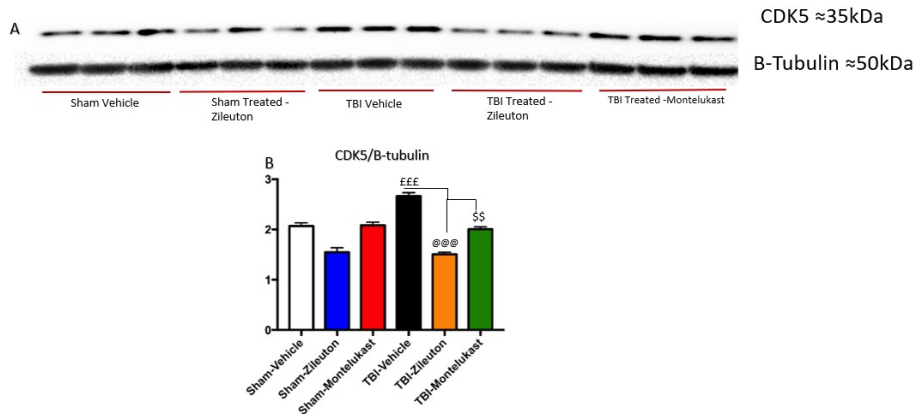 A
CDK5 ≈35kDa
B-Tubulin ≈50kDa
Sham Vehicle
Sham Treated -
Zileuton
TBI Vehicle
TBI Treated -
Zileuton
TBI Treated -Montelukast
B
CDK5/B-tubulin
3
2
1
0
£££
@@@
$$
Sham-Vehicle
Sham-Zileuton
Sham-Montelukast
TBI-Vehicle
TBI-Zileuton
TBI-Montelukast